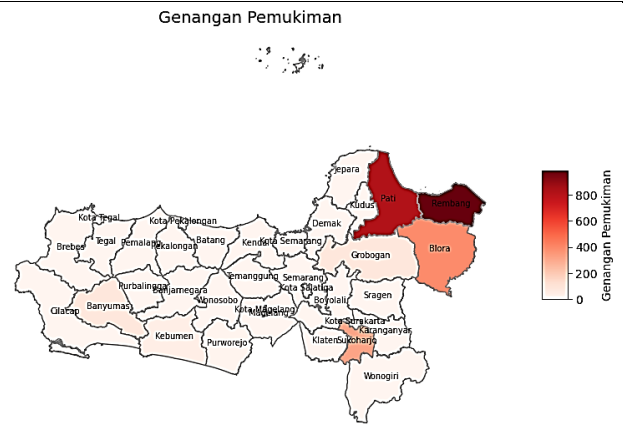 Genangan Pemukiman
Jepara
Pati
Kudus
Rembang
Kota Tegal
Kota Pekalongan
Demak
Brebes
Tegal
Pemalang
Pekalongan
Batang
Kendal
Kota Semarang
Blora
Grobogan
Temanggung
Semarang
Purbalingga
Banjarnegara
Kota Salatiga
Sragen
Wonosobo
Boyolali
Banyumas
Cilacap
Kota Magelang
Magelang
Kota Surakarta
Karanganyar
Kebumen
Purworejo
Klaten
Sukoharjo
Wonogiri
800
600
400
200
0
Genangan Pemukiman